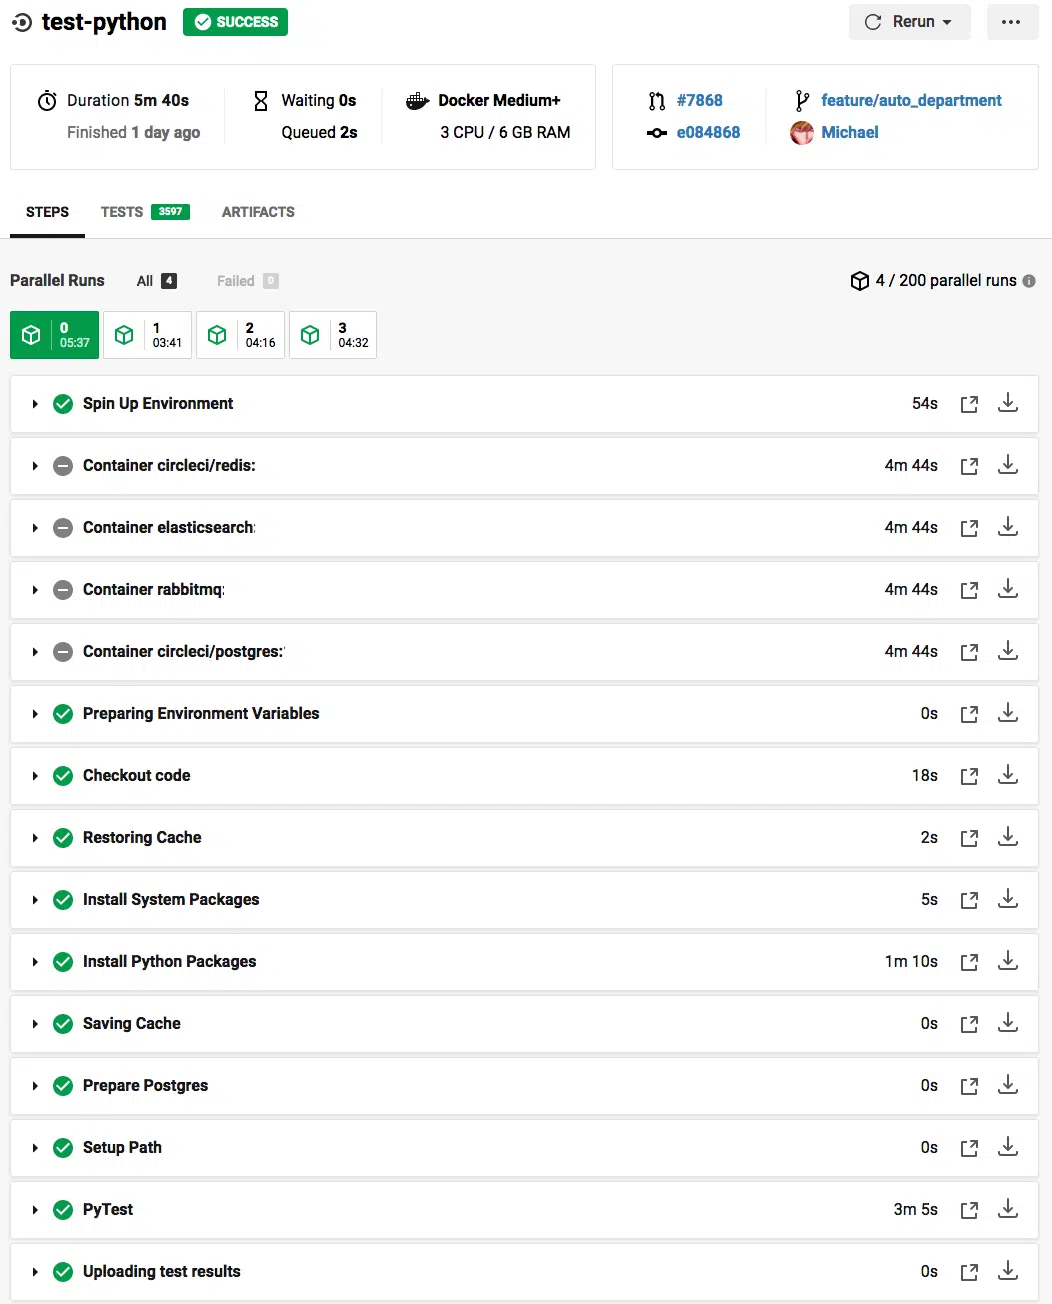 test-python SUCCESS Rerun
Duration 5m 40s Waiting 0s Docker Medium+ #7868 feature/auto_department
Finished 1 day ago Queued 2s 3 CPU / 6 GB RAM e084868 Michael
STEPS TESTS 3597 ARTIFACTS
Parallel Runs All 4 Failed 0 4 / 200 parallel runs
0 1 2 3
05:37 03:41 04:16 04:32
Spin Up Environment 54s
Container circleci/redis: 4m 44s
Container elasticsearch: 4m 44s
Container rabbitmq: 4m 44s
Container circleci/postgres: 4m 44s
Preparing Environment Variables 0s
Checkout code 18s
Restoring Cache 2s
Install System Packages 5s
Install Python Packages 1m 10s
Saving Cache 0s
Prepare Postgres 0s
Setup Path 0s
PyTest 3m 5s
Uploading test results 0s